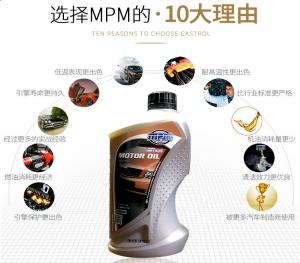 选择MPM的·10大理由
TEN REASONS TO CHOOSE CASTROL
低温表现更出色
耐高温性更出色
引擎寿命更持久
比行业标准更严格
经过更多的实战经验
机油消耗量更少
燃油消耗更经济
清洁效力更优良
引擎保护更出色
被更多汽车制造商使用
MPM
MOTOR OIL